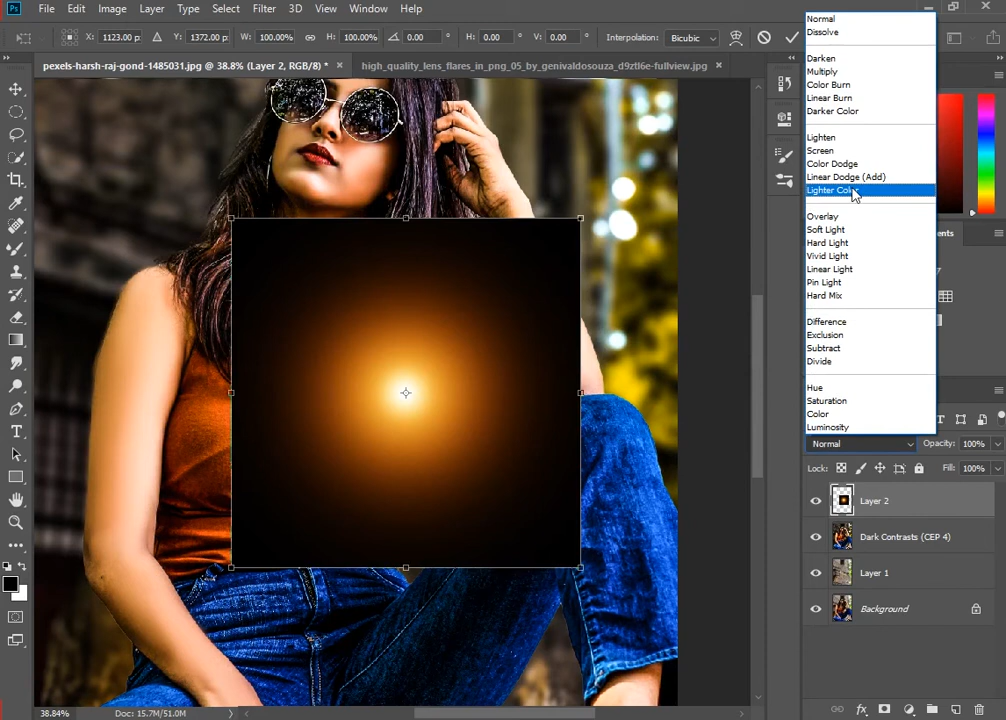 Ps File Edit Image Layer Type Select Filter 3D View Window Help
X: 1123.00 p: Y: 1372.00 p: W: 100.00% H: 100.00% 0.00 ° H: 0.00 ° V: 0.00 ° Interpolation: Bicubic
pexels-harsh-raj-gond-1485031.jpg @ 38.8% (Layer 2, RGB/8) * ×
high_quality_lens_flares_in_png_05_by_genivaldosouza_d9ztl6e-fullview.jpg ×
Normal
Dissolve
Darken
Multiply
Color Burn
Linear Burn
Darker Color
Lighten
Screen
Color Dodge
Linear Dodge (Add)
Lighter
Overlay
Soft Light
Hard Light
Vivid Light
Linear Light
Pin Light
Hard Mix
Difference
Exclusion
Subtract
Divide
Hue
Saturation
Color
Luminosity
ents
Normal Opacity: 100%
Lock: Fill: 100%
Layer 2
Dark Contrasts (CEP 4)
Layer 1
Background
fx
38.84% Doc: 15.7M/51.0M